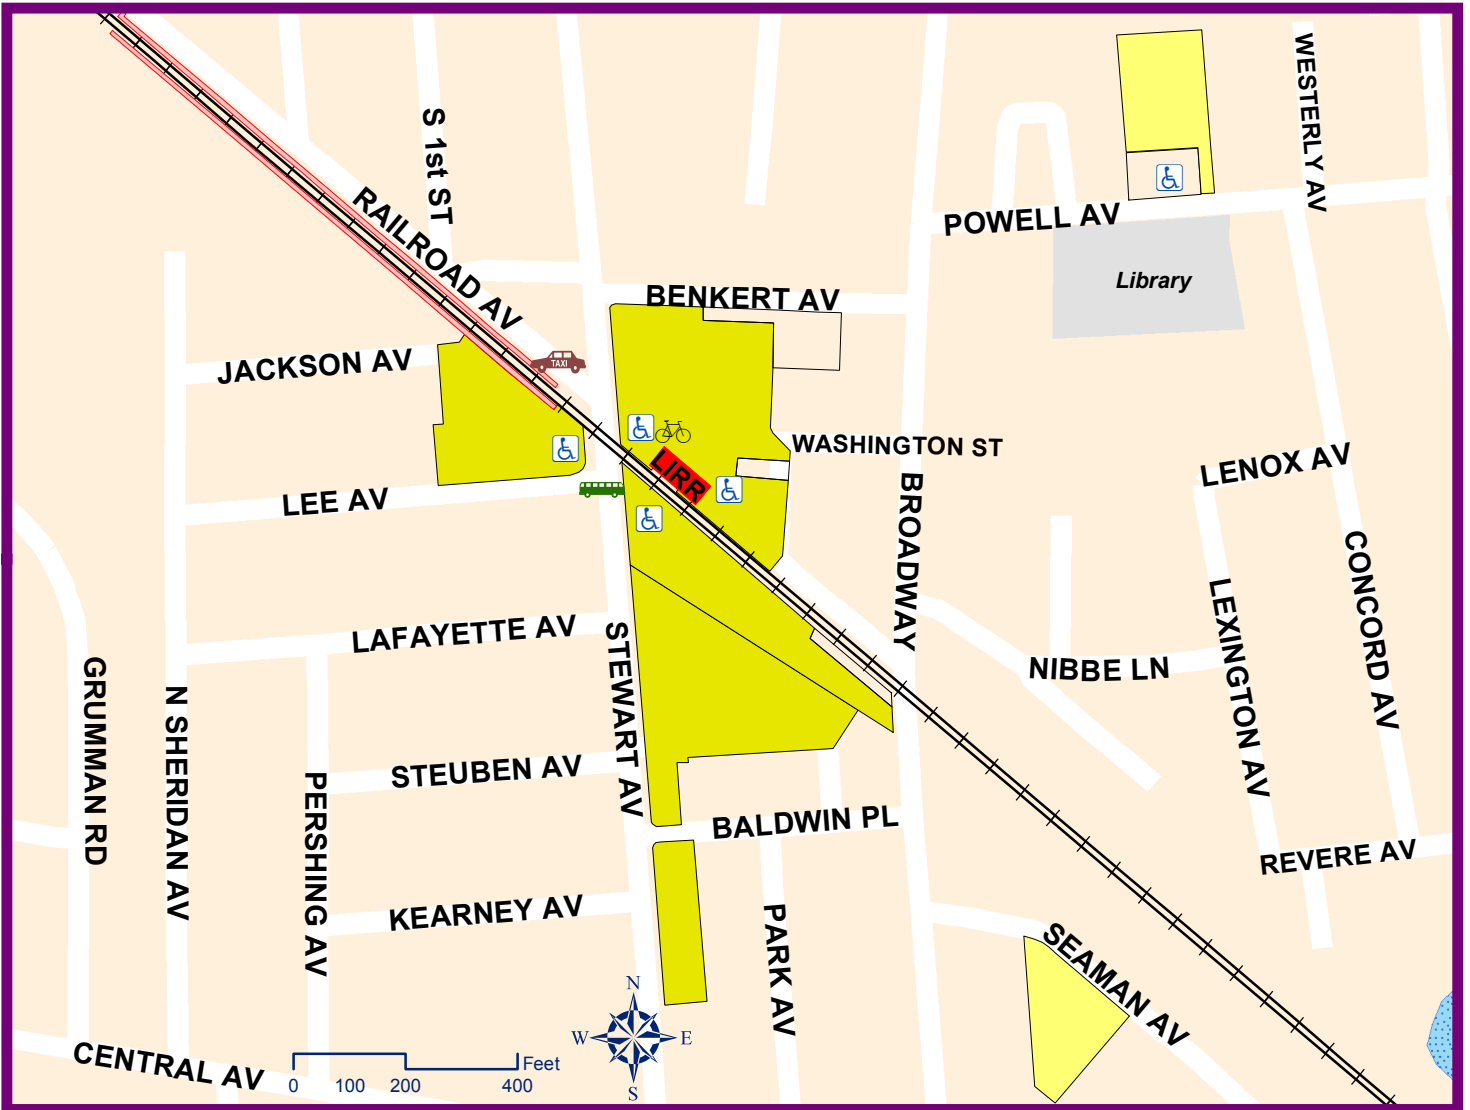 WESTERLY AV
S 1st ST
RAILROAD AV
POWELL AV
Library
BENKERT AV
JACKSON AV
TAXI
WASHINGTON ST
LIRR
LENOX AV
LEE AV
BROADWAY
CONCORD AV
LEXINGTON AV
LAFAYETTE AV
STEWART AV
NIBBE LN
GRUMMAN RD
N SHERIDAN AV
STEUBEN AV
PERSHING AV
BALDWIN PL
REVERE AV
KEARNEY AV
PARK AV
SEAMAN AV
N
W
E
S
CENTRAL AV
Feet
0 100 200 400